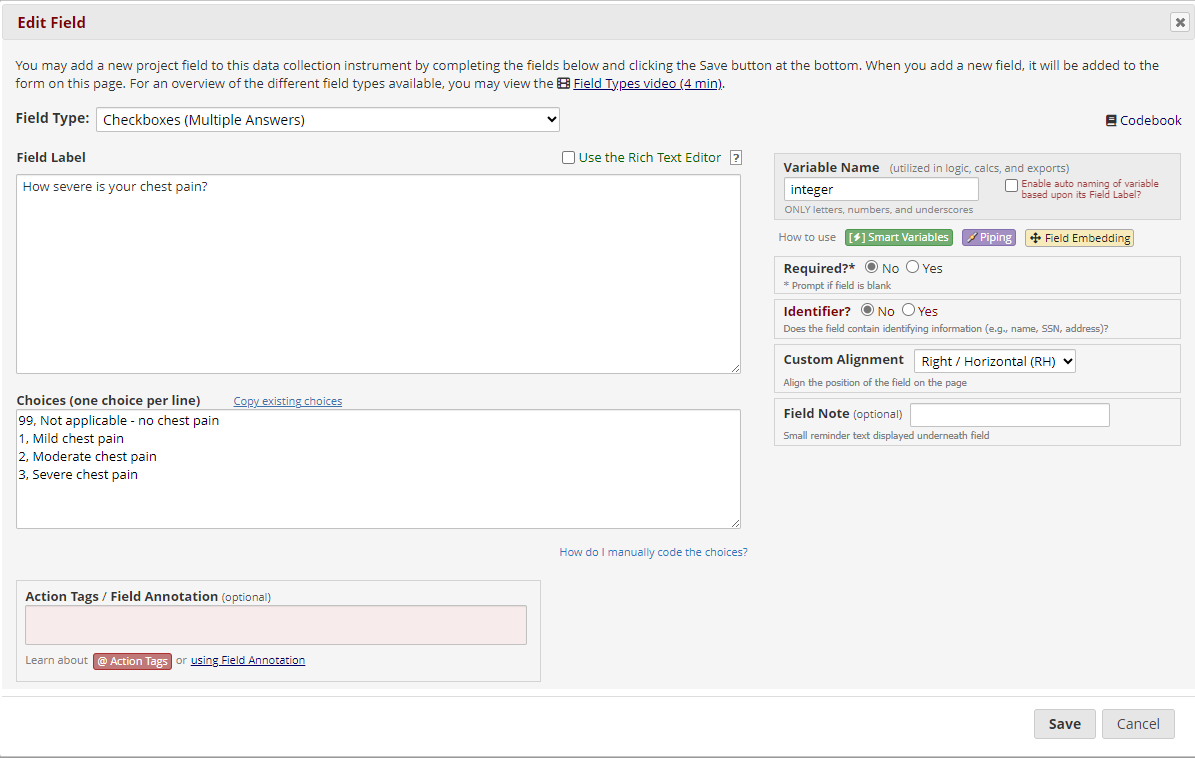 Edit Field
You may add a new project field to this data collection instrument by completing the fields below and clicking the Save button at the bottom. When you add a new field, it will be added to the
form on this page. For an overview of the different field types available, you may view the Field Types video (4 min).
Field Type: Checkboxes (Multiple Answers)
Codebook
Field Label
Use the Rich Text Editor ?
How severe is your chest pain?
Choices (one choice per line) Copy existing choices
99, Not applicable - no chest pain
1, Mild chest pain
2, Moderate chest pain
3, Severe chest pain
How do I manually code the choices?
Action Tags / Field Annotation (optional)
Learn about @ Action Tags or using Field Annotation
Variable Name (utilized in logic, calcs, and exports)
integer
Enable auto naming of variable
based upon its Field Label?
ONLY letters, numbers, and underscores
How to use [⚡] Smart Variables Piping Field Embedding
Required?* No Yes
* Prompt if field is blank
Identifier? No Yes
Does the field contain identifying information (e.g., name, SSN, address)?
Custom Alignment Right / Horizontal (RH)
Align the position of the field on the page
Field Note (optional)
Small reminder text displayed underneath field
Save Cancel